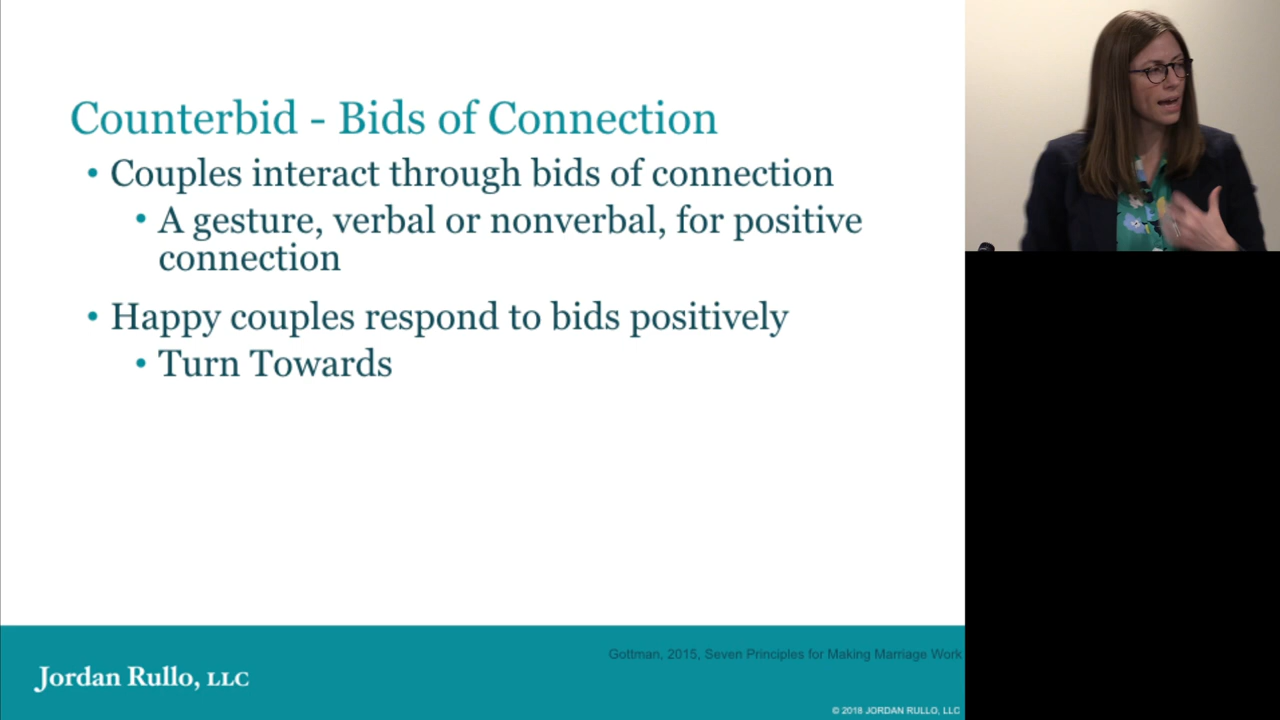 Counterbid - Bids of Connection
• Couples interact through bids of connection
• A gesture, verbal or nonverbal, for positive
connection
• Happy couples respond to bids positively
• Turn Towards
Gottman, 2015, Seven Principles for Making Marriage Work
Jordan Rullo, LLC
© 2018 JORDAN RULLO, LLC